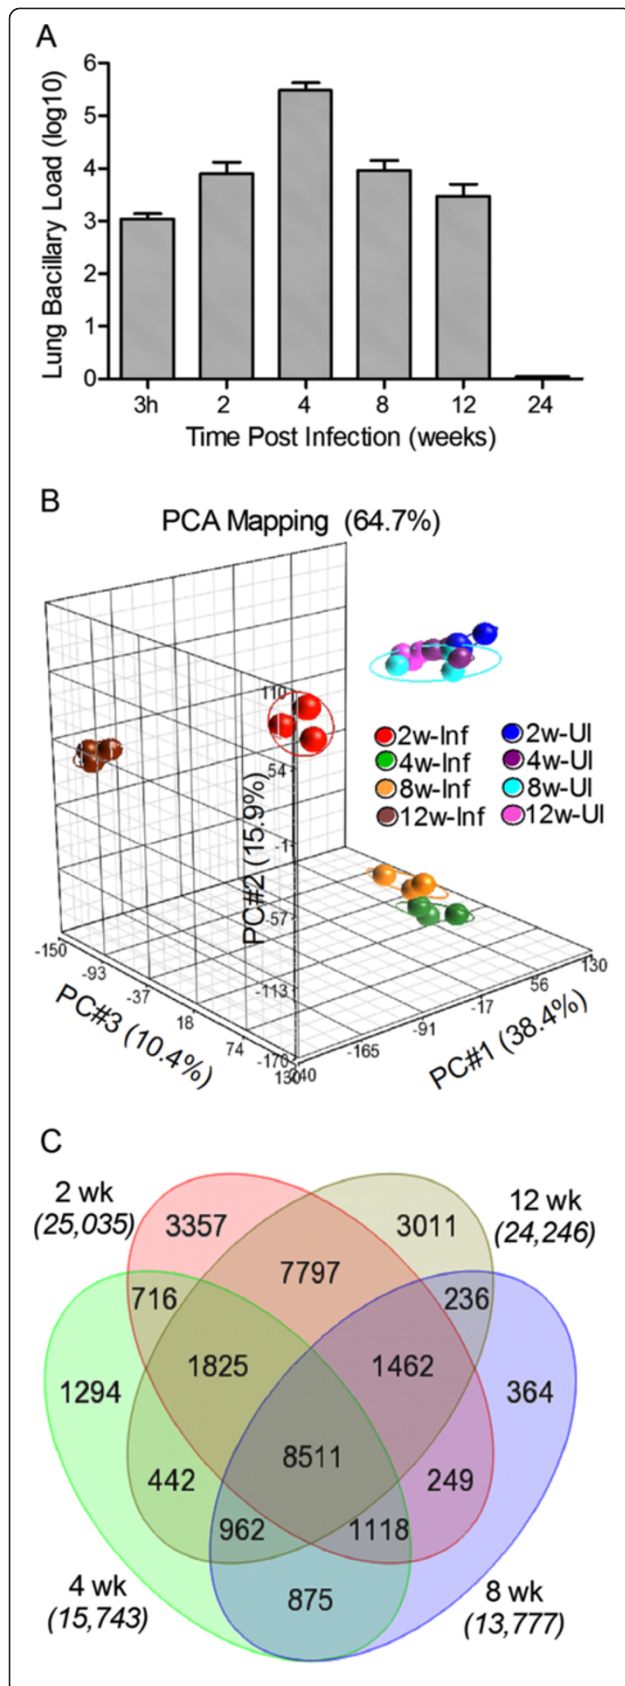 A
Lung Bacillary Load (log10)
6
5
4
3
2
1
0
3h 2 4 8 12 24
Time Post Infection (weeks)
B
PCA Mapping (64.7%)
110
54
-1
-57
-113
-170
PC#2 (15.9%)
2w-Inf 2w-UI
4w-Inf 4w-UI
8w-Inf 8w-UI
12w-Inf 12w-UI
-150
-93
-37
18
74
130
PC#3 (10.4%)
-165
-91
-17
56
130
PC#1 (38.4%)
C
2 wk
(25,035)
12 wk
(24,246)
3357 3011
7797
716 236
1825 1462
1294 364
8511
442 249
962 1118
875
4 wk
(15,743)
8 wk
(13,777)